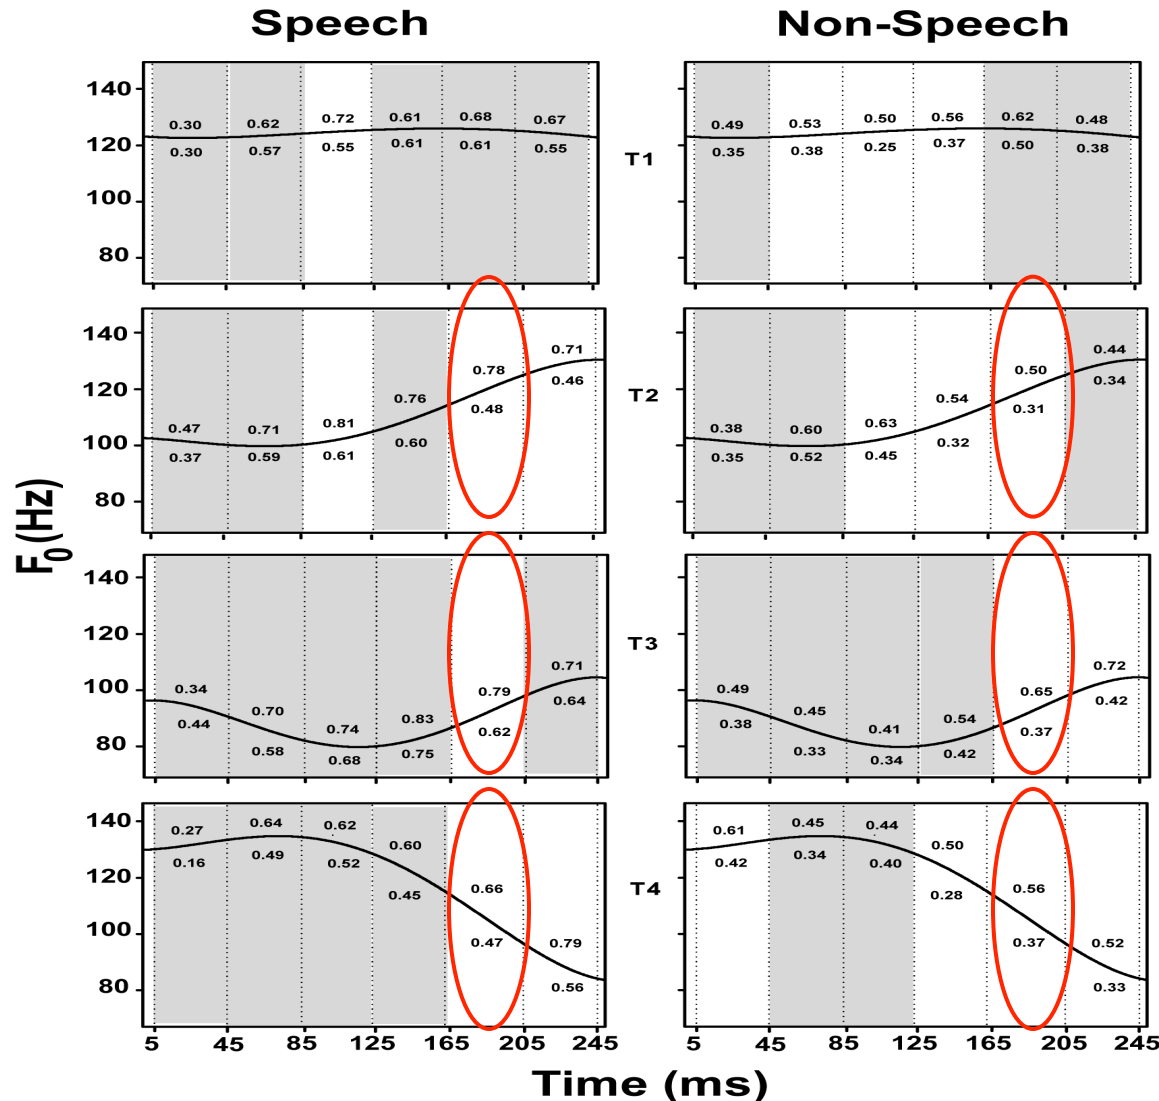 Speech Non-Speech
140
120
100
80
0.30 0.62 0.72 0.61 0.68 0.67
0.30 0.57 0.55 0.61 0.61 0.55
T1
0.49 0.53 0.50 0.56 0.62 0.48
0.35 0.38 0.25 0.37 0.50 0.38
140
120
100
80
0.47 0.71 0.81 0.76 0.78 0.71
0.37 0.59 0.61 0.60 0.48 0.46
T2
0.38 0.60 0.63 0.54 0.50 0.44
0.35 0.52 0.45 0.32 0.31 0.34
F0(Hz)
140
120
100
80
0.34 0.70 0.74 0.83 0.79 0.71
0.44 0.58 0.68 0.75 0.62 0.64
T3
0.49 0.45 0.41 0.54 0.65 0.72
0.38 0.33 0.34 0.42 0.37 0.42
140
120
100
80
0.27 0.64 0.62 0.60 0.66 0.79
0.16 0.49 0.52 0.45 0.47 0.56
T4
0.61 0.45 0.44 0.50 0.56 0.52
0.42 0.34 0.40 0.28 0.37 0.33
5 45 85 125 165 205 245 5 45 85 125 165 205 245
Time (ms)